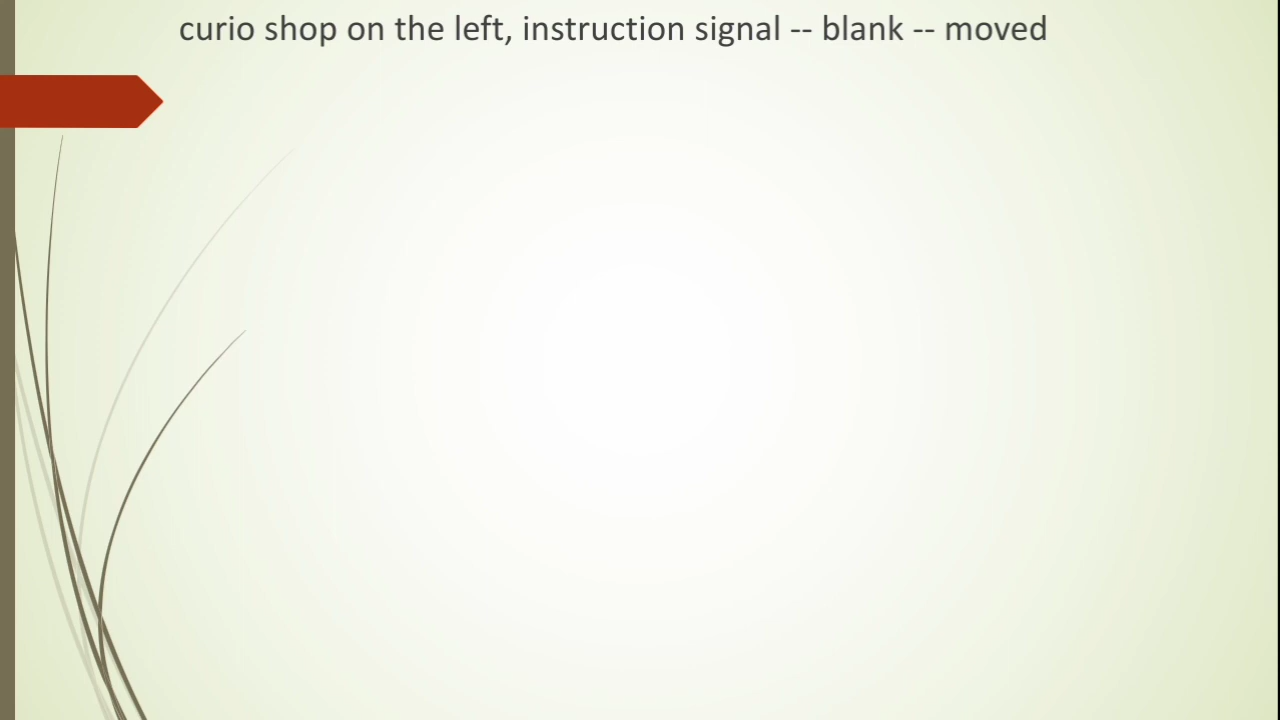 curio shop on the left, instruction signal -- blank -- moved